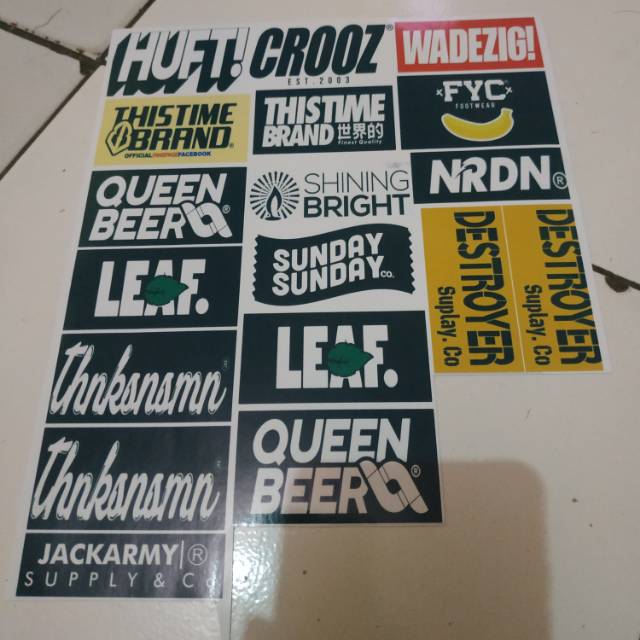 HUFT!
CROOZ®
EST.2003
WADEZIG!
THISTIME
BRAND®
OFFICIALFANPAGEFACEBOOK
THISTIME
BRAND 世界的
Finest Quality
FYC
FOOTWEAR
QUEEN
BEER®
SHINING
BRIGHT
NRDN®
LEAF.
SUNDAY
SUNDAY CO.
DESTROYER
Suplay. Co
DESTROYER
Suplay. Co
Thnksnsmn
LEAF.
Thnksnsmn
QUEEN
BEER®
JACKARMY|®
SUPPLY & Co